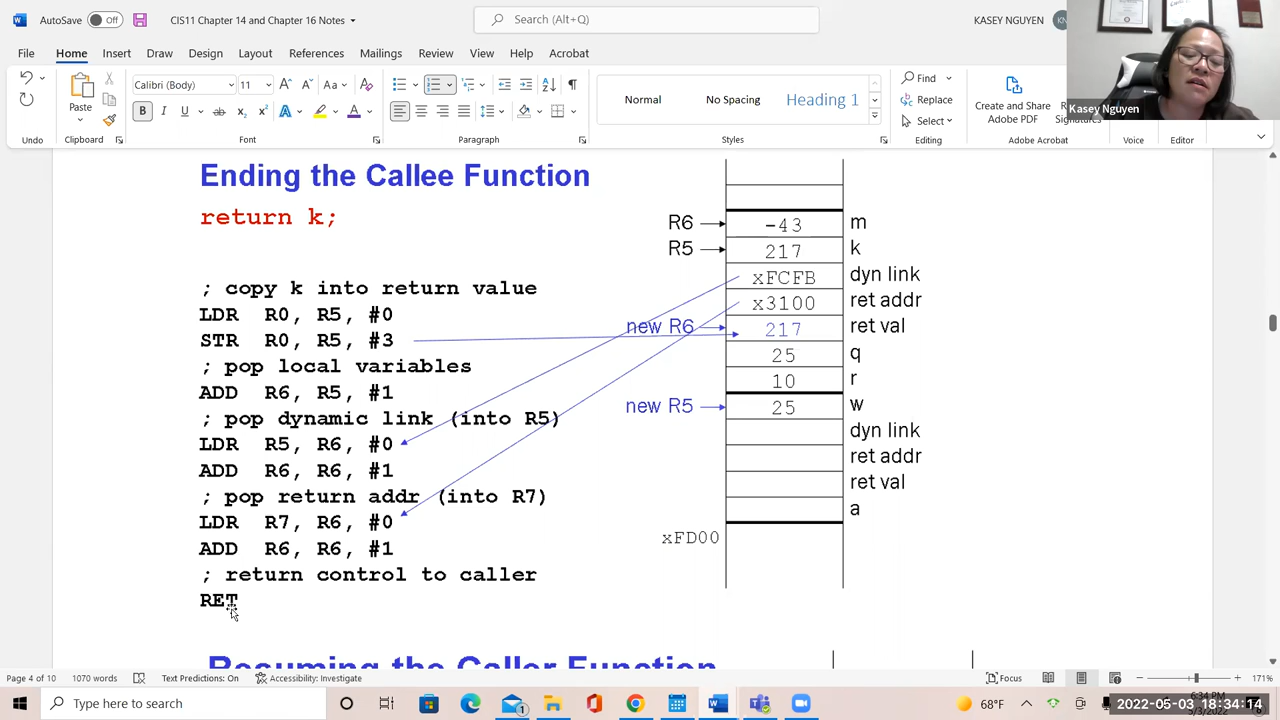 AutoSave Off
CIS11 Chapter 14 and Chapter 16 Notes
Search (Alt+Q)
KASEY NGUYEN
File Home Insert Draw Design Layout References Mailings Review View Help Acrobat
Paste
Calibri (Body) 11
Normal
No Spacing
Heading 1
Find
Replace
Select
Create and Share
Adobe PDF
Kasey Nguyen
Clipboard
Font
Paragraph
Styles
Editing
Adobe Acrobat
Voice
Editor
Ending the Callee Function
return k;
; copy k into return value
LDR R0, R5, #0
STR R0, R5, #3
; pop local variables
ADD R6, R5, #1
; pop dynamic link (into R5)
LDR R5, R6, #0
ADD R6, R6, #1
; pop return addr (into R7)
LDR R7, R6, #0
ADD R6, R6, #1
; return control to caller
RET
R6 -43 m
R5 217 k
xFCFB dyn link
x3100 ret addr
new R6 217 ret val
25 q
10 r
new R5 25 w
dyn link
ret addr
ret val
a
xFD00
Resuming the Caller Function
Page 4 of 10
1070 words
Text Predictions: On
Accessibility: Investigate
Focus
171%
Type here to search
68°F
6:34 PM
5/3/2022
2022-05-03 18:34:14